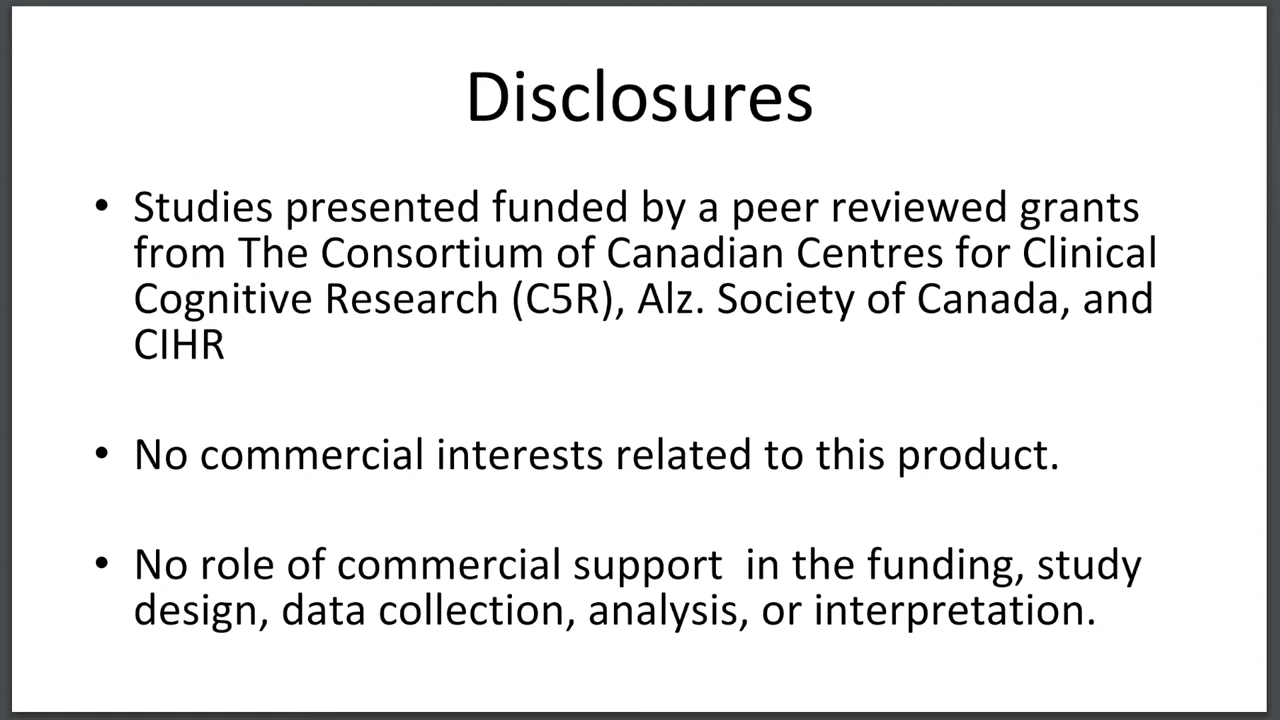 Disclosures
• Studies presented funded by a peer reviewed grants
from The Consortium of Canadian Centres for Clinical
Cognitive Research (C5R), Alz. Society of Canada, and
CIHR
• No commercial interests related to this product.
• No role of commercial support  in the funding, study
design, data collection, analysis, or interpretation.